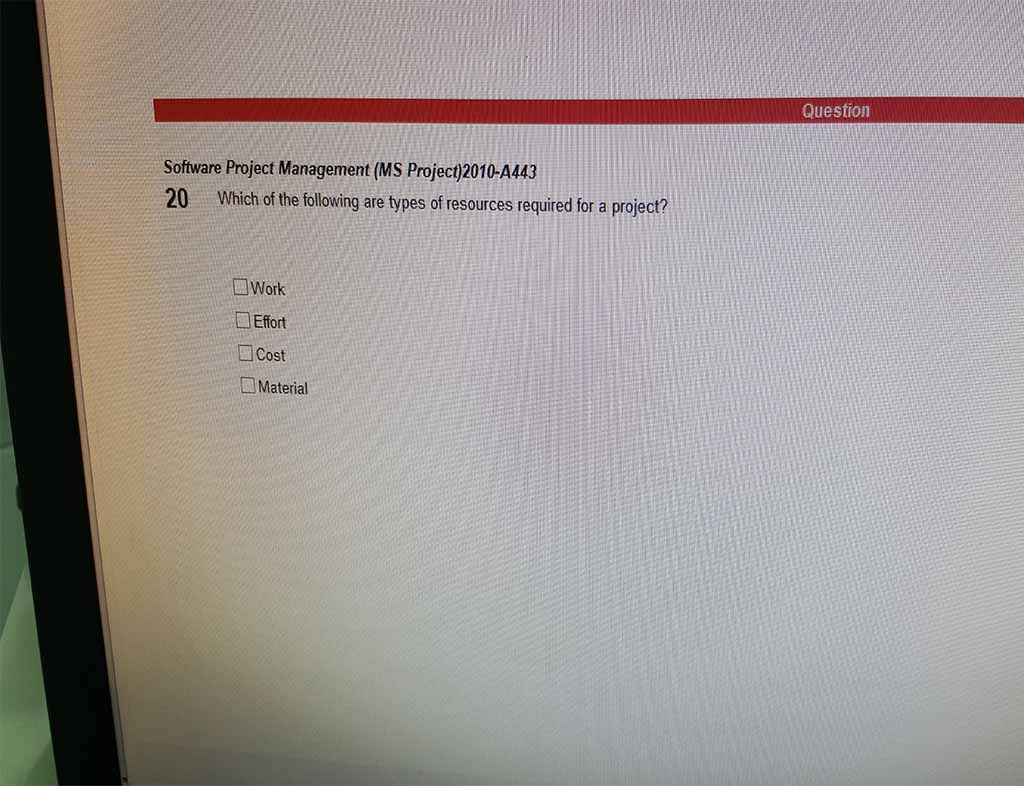 Question
Software Project Management (MS Project)2010-A443
20 Which of the following are types of resources required for a project?
Work
Effort
Cost
Material